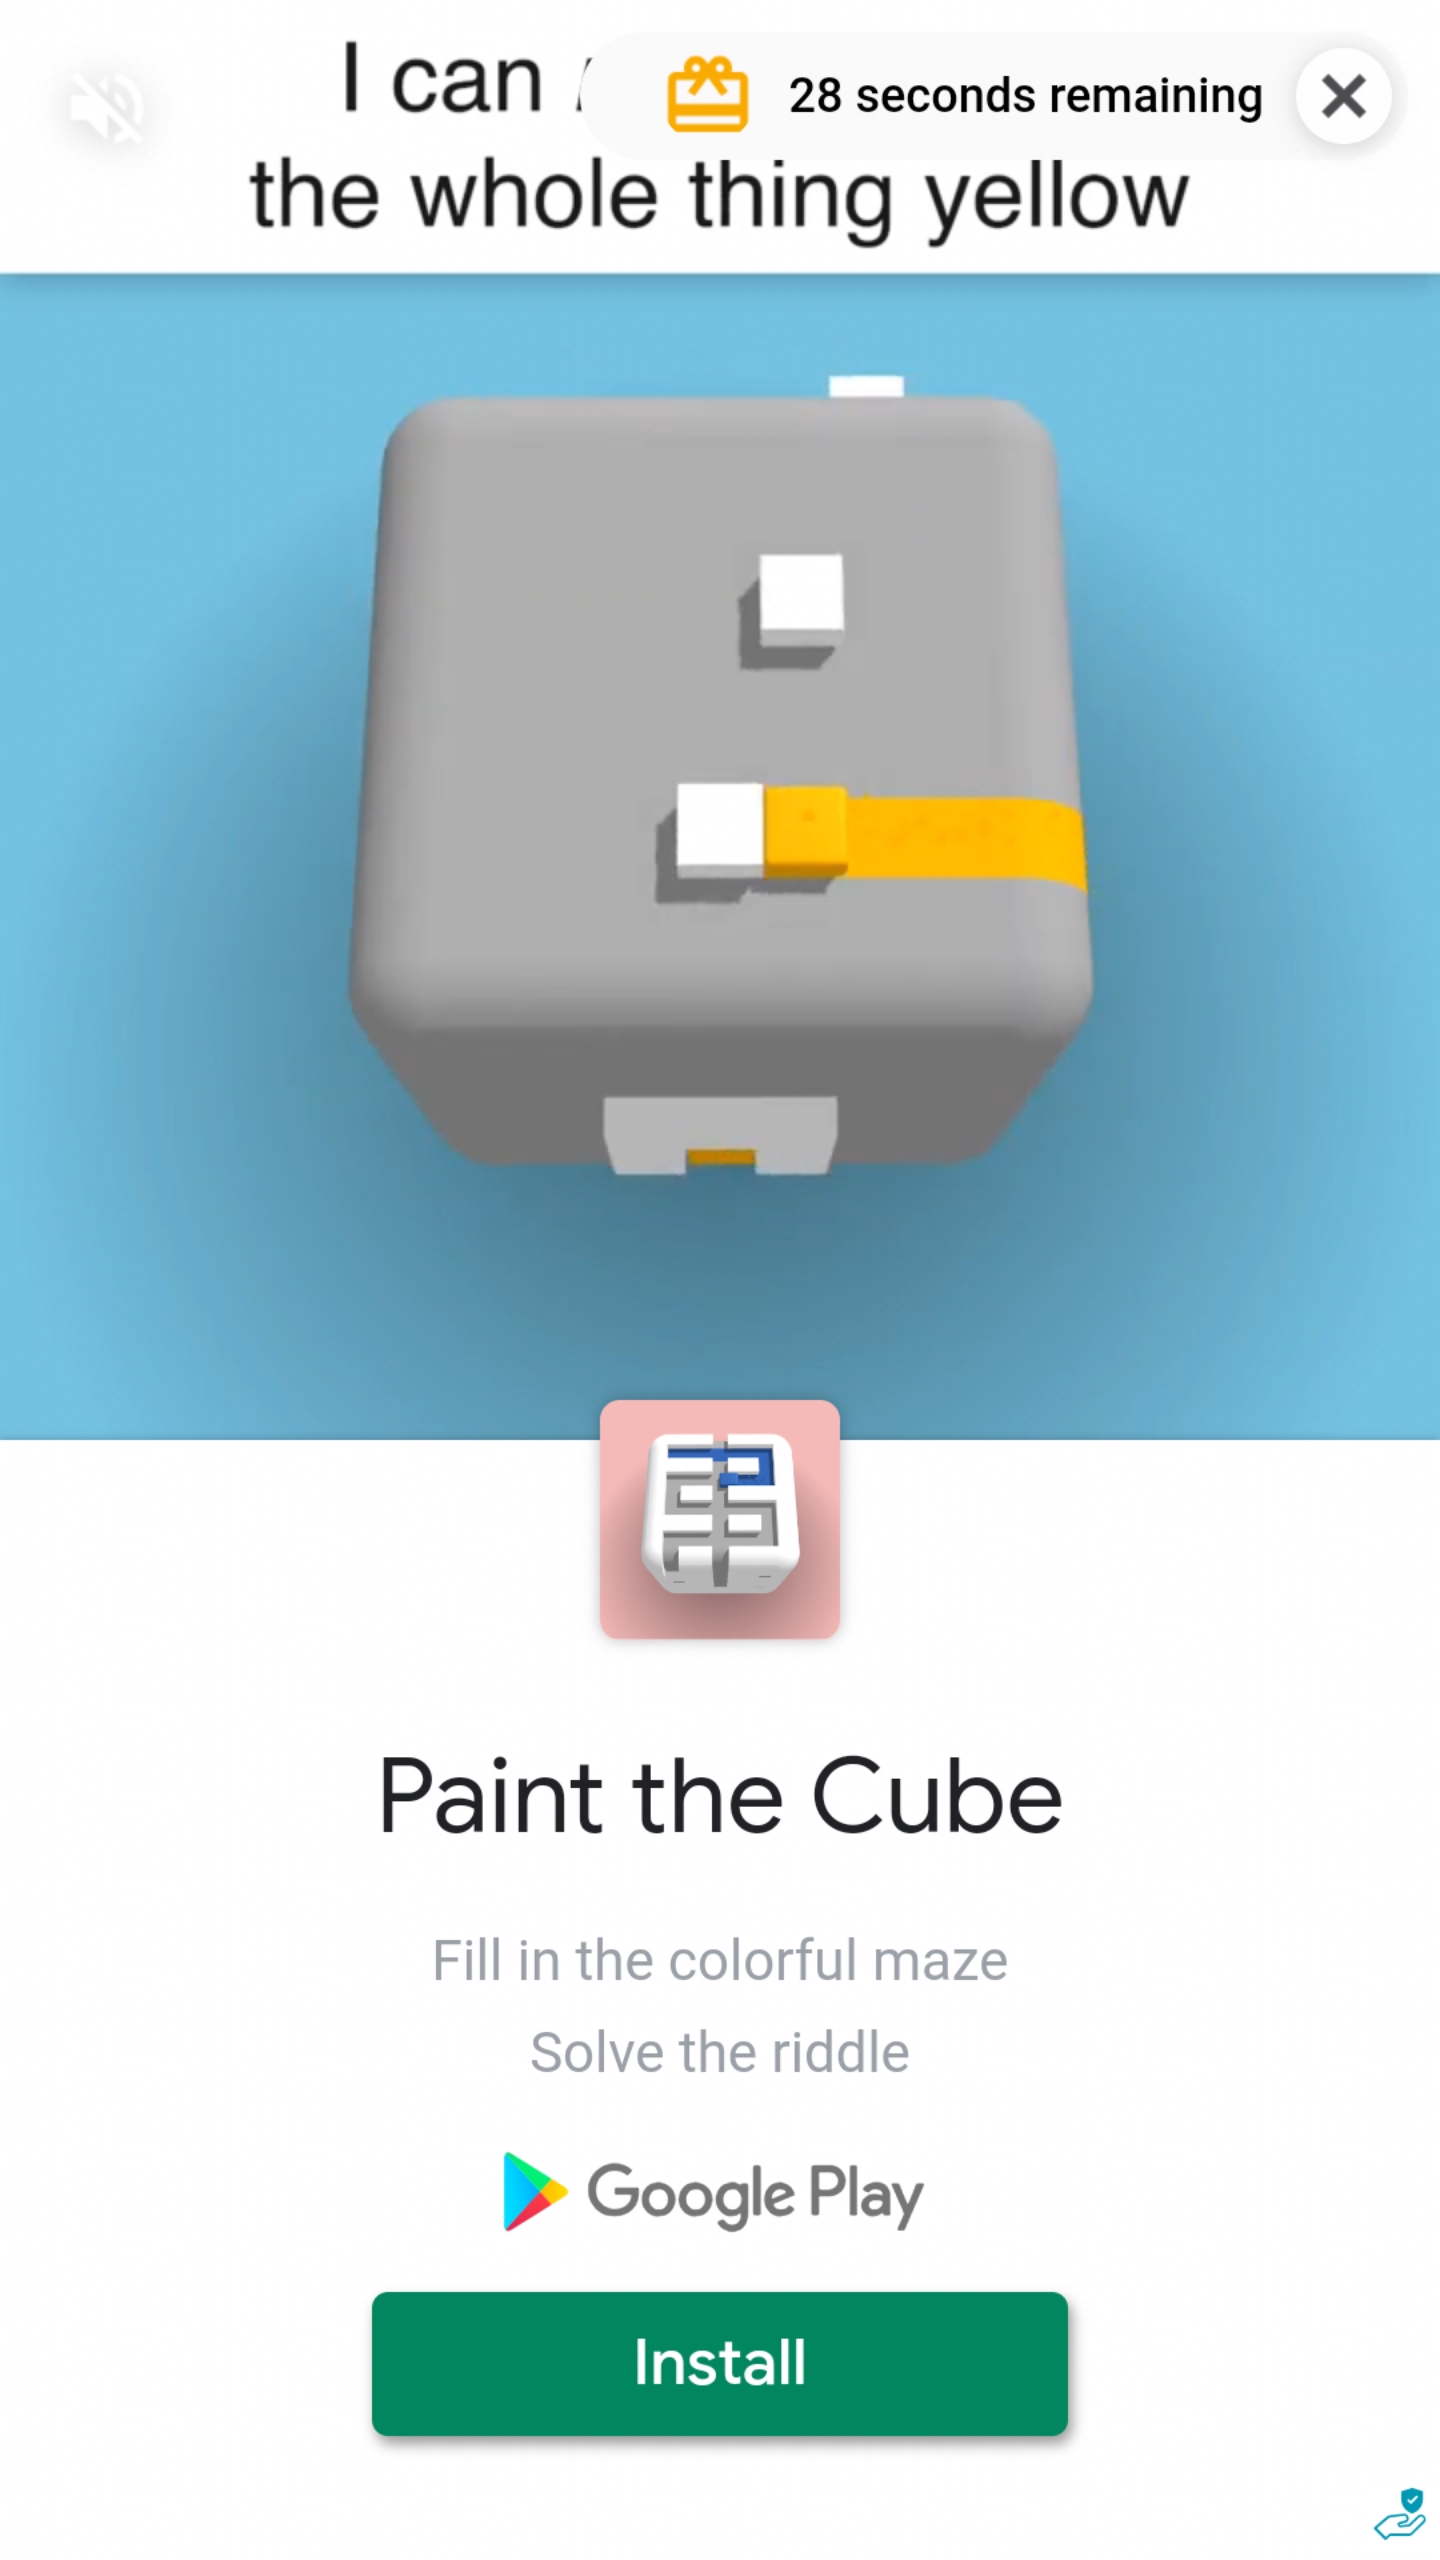 I can
28 seconds remaining
the whole thing yellow
Paint the Cube
Fill in the colorful maze
Solve the riddle
Google Play
Install